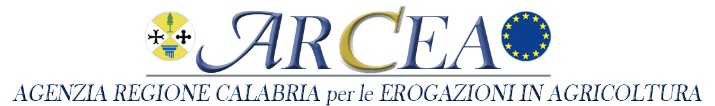 ARCEA
AGENZIA REGIONE CALABRIA per le EROGAZIONI IN AGRICOLTURA